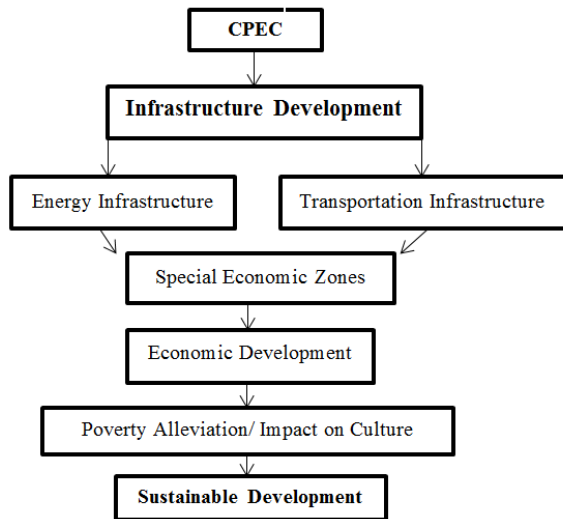 CPEC
Infrastructure Development
Energy Infrastructure
Transportation Infrastructure
Special Economic Zones
Economic Development
Poverty Alleviation/ Impact on Culture
Sustainable Development